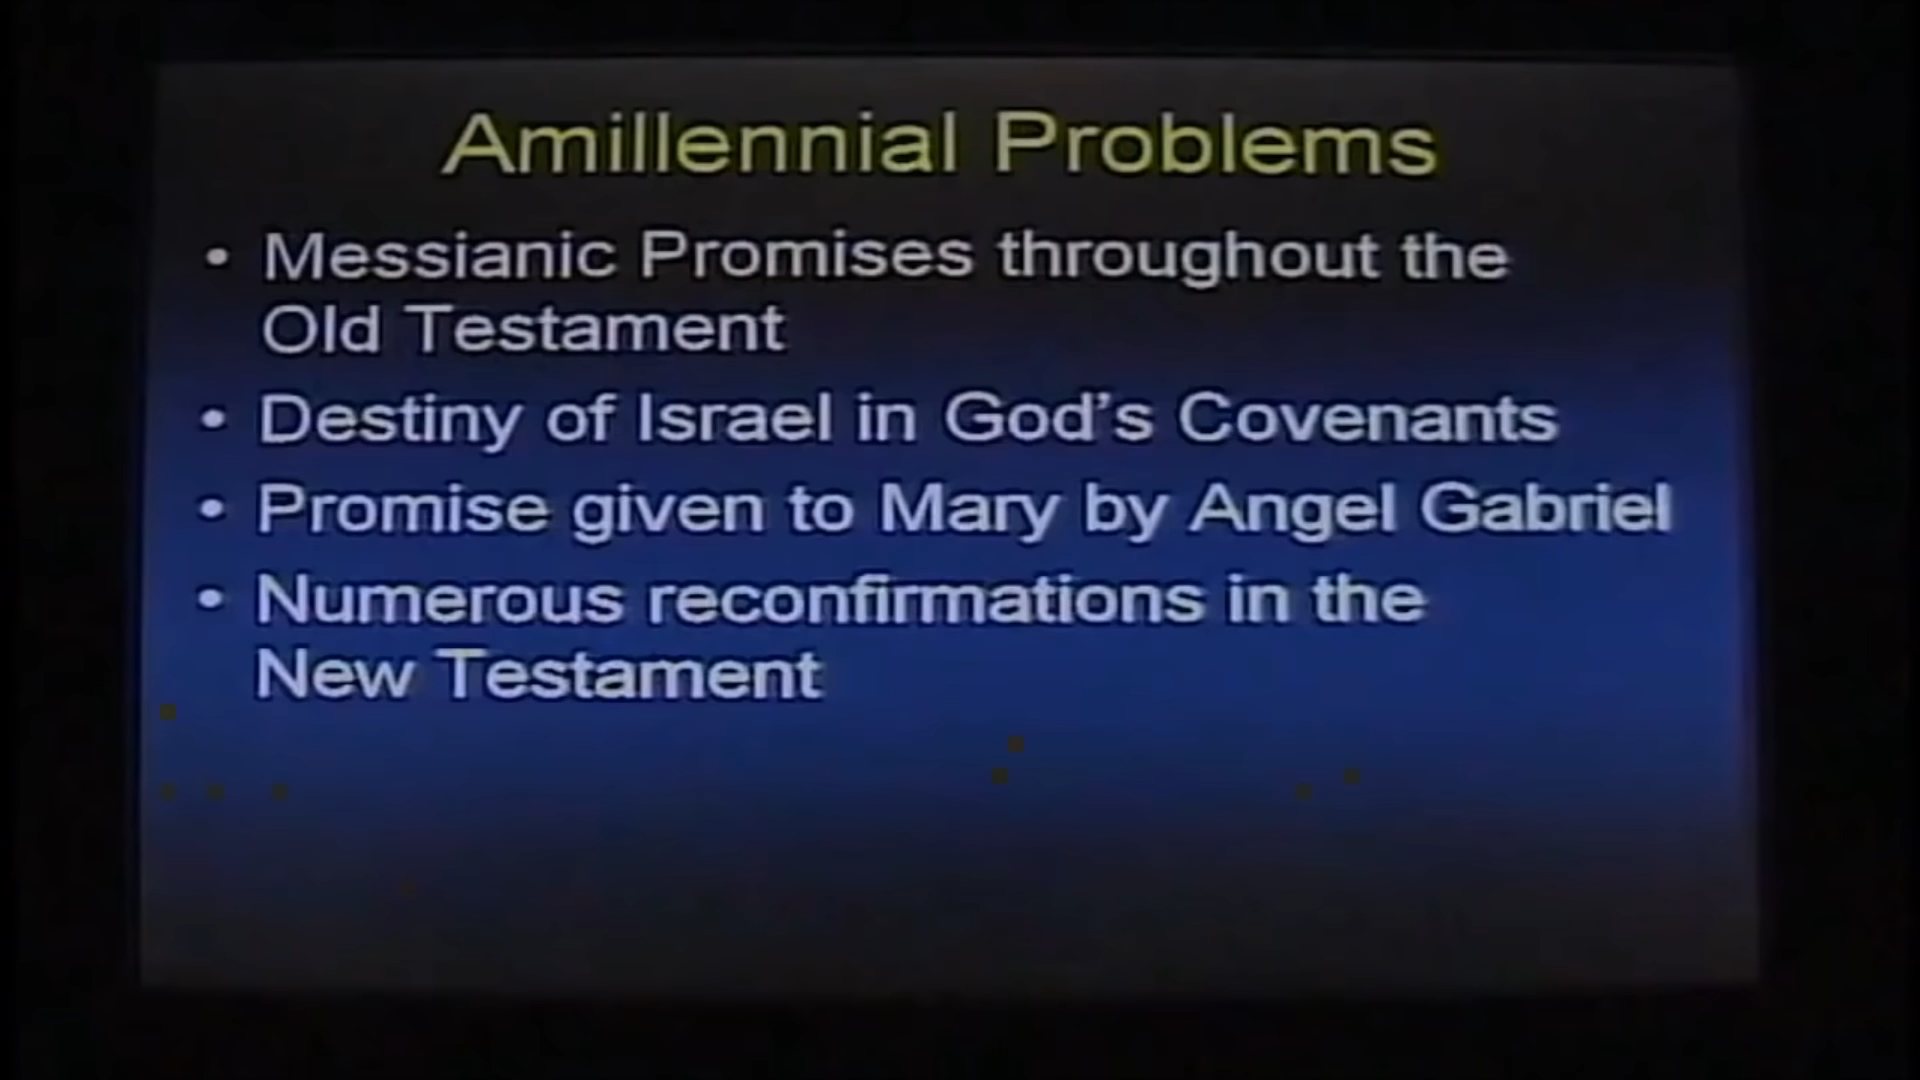 Amillennial Problems
• Messianic Promises throughout the
Old Testament
• Destiny of Israel in God's Covenants
• Promise given to Mary by Angel Gabriel
• Numerous reconfirmations in the
New Testament